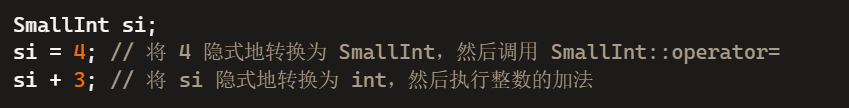 SmallInt si;
si = 4; // 将 4 隐式地转换为 SmallInt，然后调用 SmallInt::operator=
si + 3; // 将 si 隐式地转换为 int，然后执行整数的加法